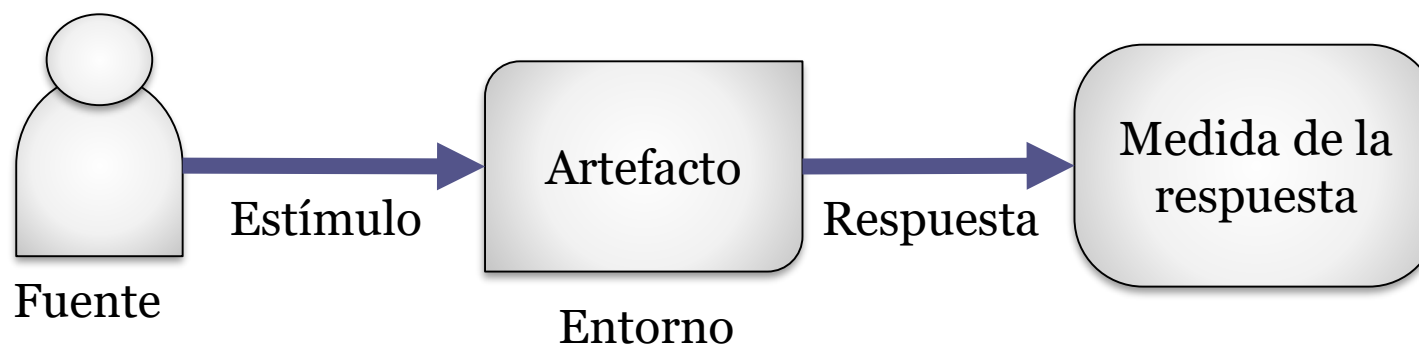 Fuente
Estímulo
Artefacto
Entorno
Respuesta
Medida de la
respuesta